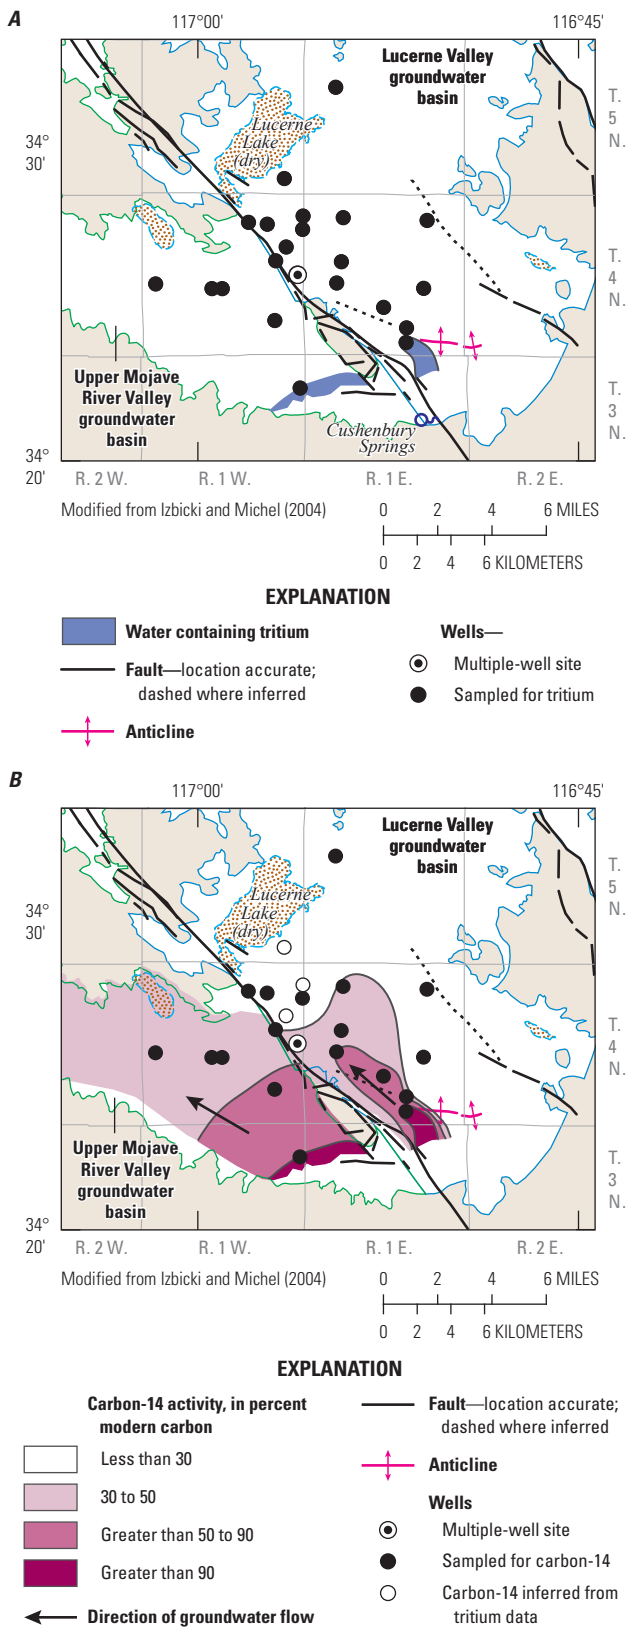 A
117°00'
116°45'
Lucerne Valley
groundwater
basin
T.
5
N.
34°
30'
Lucerne
Lake
(dry)
T.
4
N.
Upper Mojave
River Valley
groundwater
basin
T.
3
N.
Cushenbury
Springs
34°
20'
R. 2 W.
R. 1 W.
R. 1 E.
R. 2 E.
Modified from Izbicki and Michel (2004)
0 2 4 6 MILES
0 2 4 6 KILOMETERS
EXPLANATION
Water containing tritium
Fault—location accurate;
dashed where inferred
Anticline
Wells—
Multiple-well site
Sampled for tritium
B
117°00'
116°45'
Lucerne Valley
groundwater
basin
T.
5
N.
34°
30'
Lucerne
Lake
(dry)
T.
4
N.
Upper Mojave
River Valley
groundwater
basin
T.
3
N.
34°
20'
R. 2 W.
R. 1 W.
R. 1 E.
R. 2 E.
Modified from Izbicki and Michel (2004)
0 2 4 6 MILES
0 2 4 6 KILOMETERS
EXPLANATION
Carbon-14 activity, in percent
modern carbon
Less than 30
30 to 50
Greater than 50 to 90
Greater than 90
Direction of groundwater flow
Fault—location accurate;
dashed where inferred
Anticline
Wells
Multiple-well site
Sampled for carbon-14
Carbon-14 inferred from
tritium data